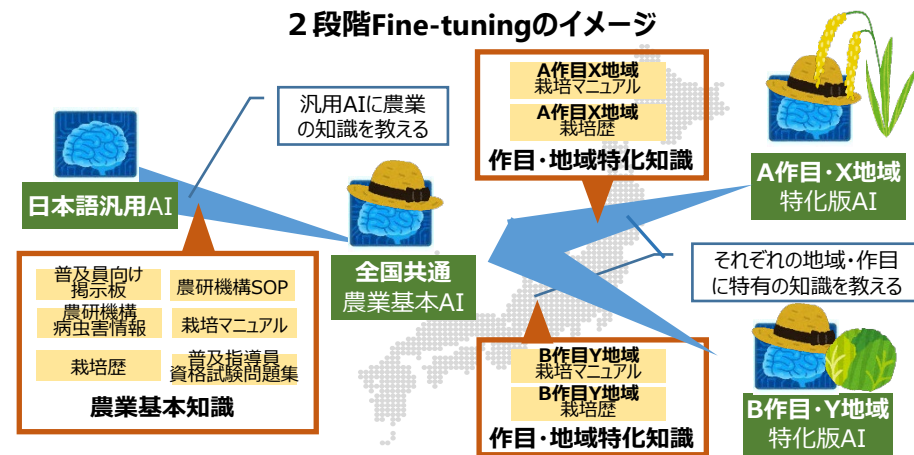 ２段階Fine-tuningのイメージ
汎用AIに農業
の知識を教える
日本語汎用AI
普及員向け
掲示板
農研機構SOP
農研機構
病虫害情報
栽培マニュアル
栽培歴
普及指導員
資格試験問題集
農業基本知識
全国共通
農業基本AI
A作目X地域
栽培マニュアル
A作目X地域
栽培歴
作目・地域特化知識
A作目・X地域
特化版AI
それぞれの地域・作目
に特有の知識を教える
B作目Y地域
栽培マニュアル
B作目Y地域
栽培歴
作目・地域特化知識
B作目・Y地域
特化版AI